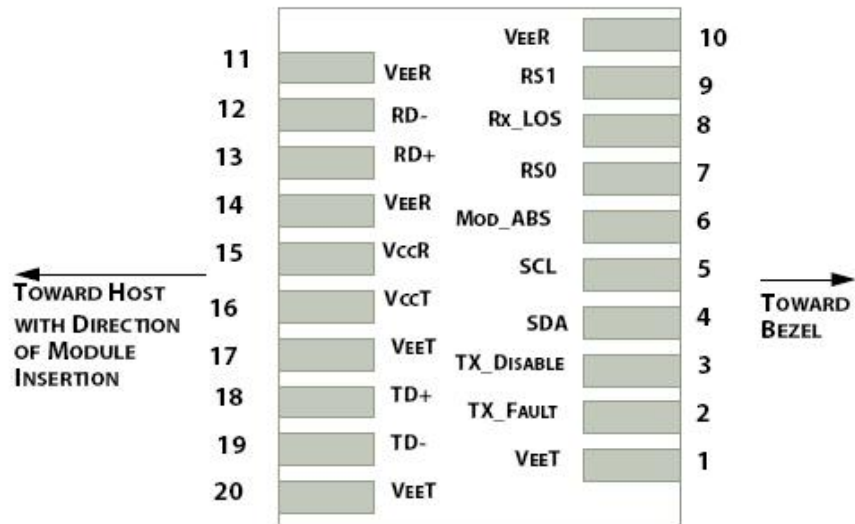 11 VEER
12 RD-
13 RD+
14 VEER
15 VCCR
16 VCCT
17 VEET
18 TD+
19 TD-
20 VEET
VEER 10
RS1 9
RX_LOS 8
RS0 7
MOD_ABS 6
SCL 5
SDA 4
TX_DISABLE 3
TX_FAULT 2
VEET 1
TOWARD HOST
WITH DIRECTION
OF MODULE
INSERTION
TOWARD
BEZEL